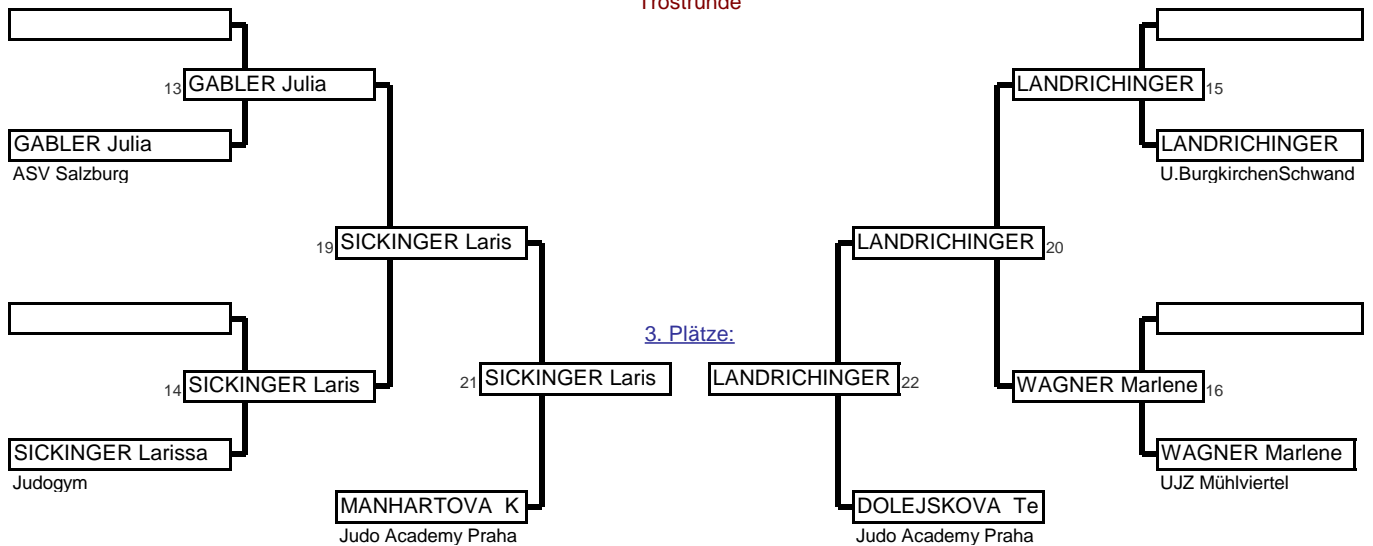 Trostrunde
13 GABLER Julia
LANDRICHINGER 15
GABLER Julia
ASV Salzburg
LANDRICHINGER
U.BurgkirchenSchwand
19 SICKINGER Laris
LANDRICHINGER 20
3. Plätze:
14 SICKINGER Laris
21 SICKINGER Laris
LANDRICHINGER 22
WAGNER Marlene 16
SICKINGER Larissa
Judogym
WAGNER Marlene
UJZ Mühlviertel
MANHARTOVA K
Judo Academy Praha
DOLEJSKOVA Te
Judo Academy Praha